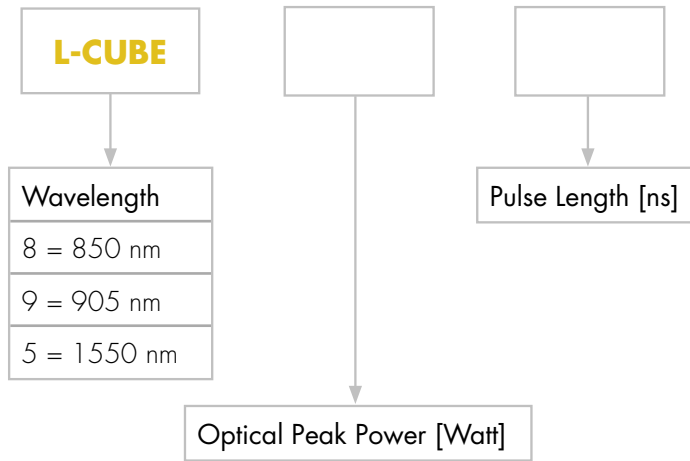 L-CUBE
Wavelength
8 = 850 nm
9 = 905 nm
5 = 1550 nm
Pulse Length [ns]
Optical Peak Power [Watt]